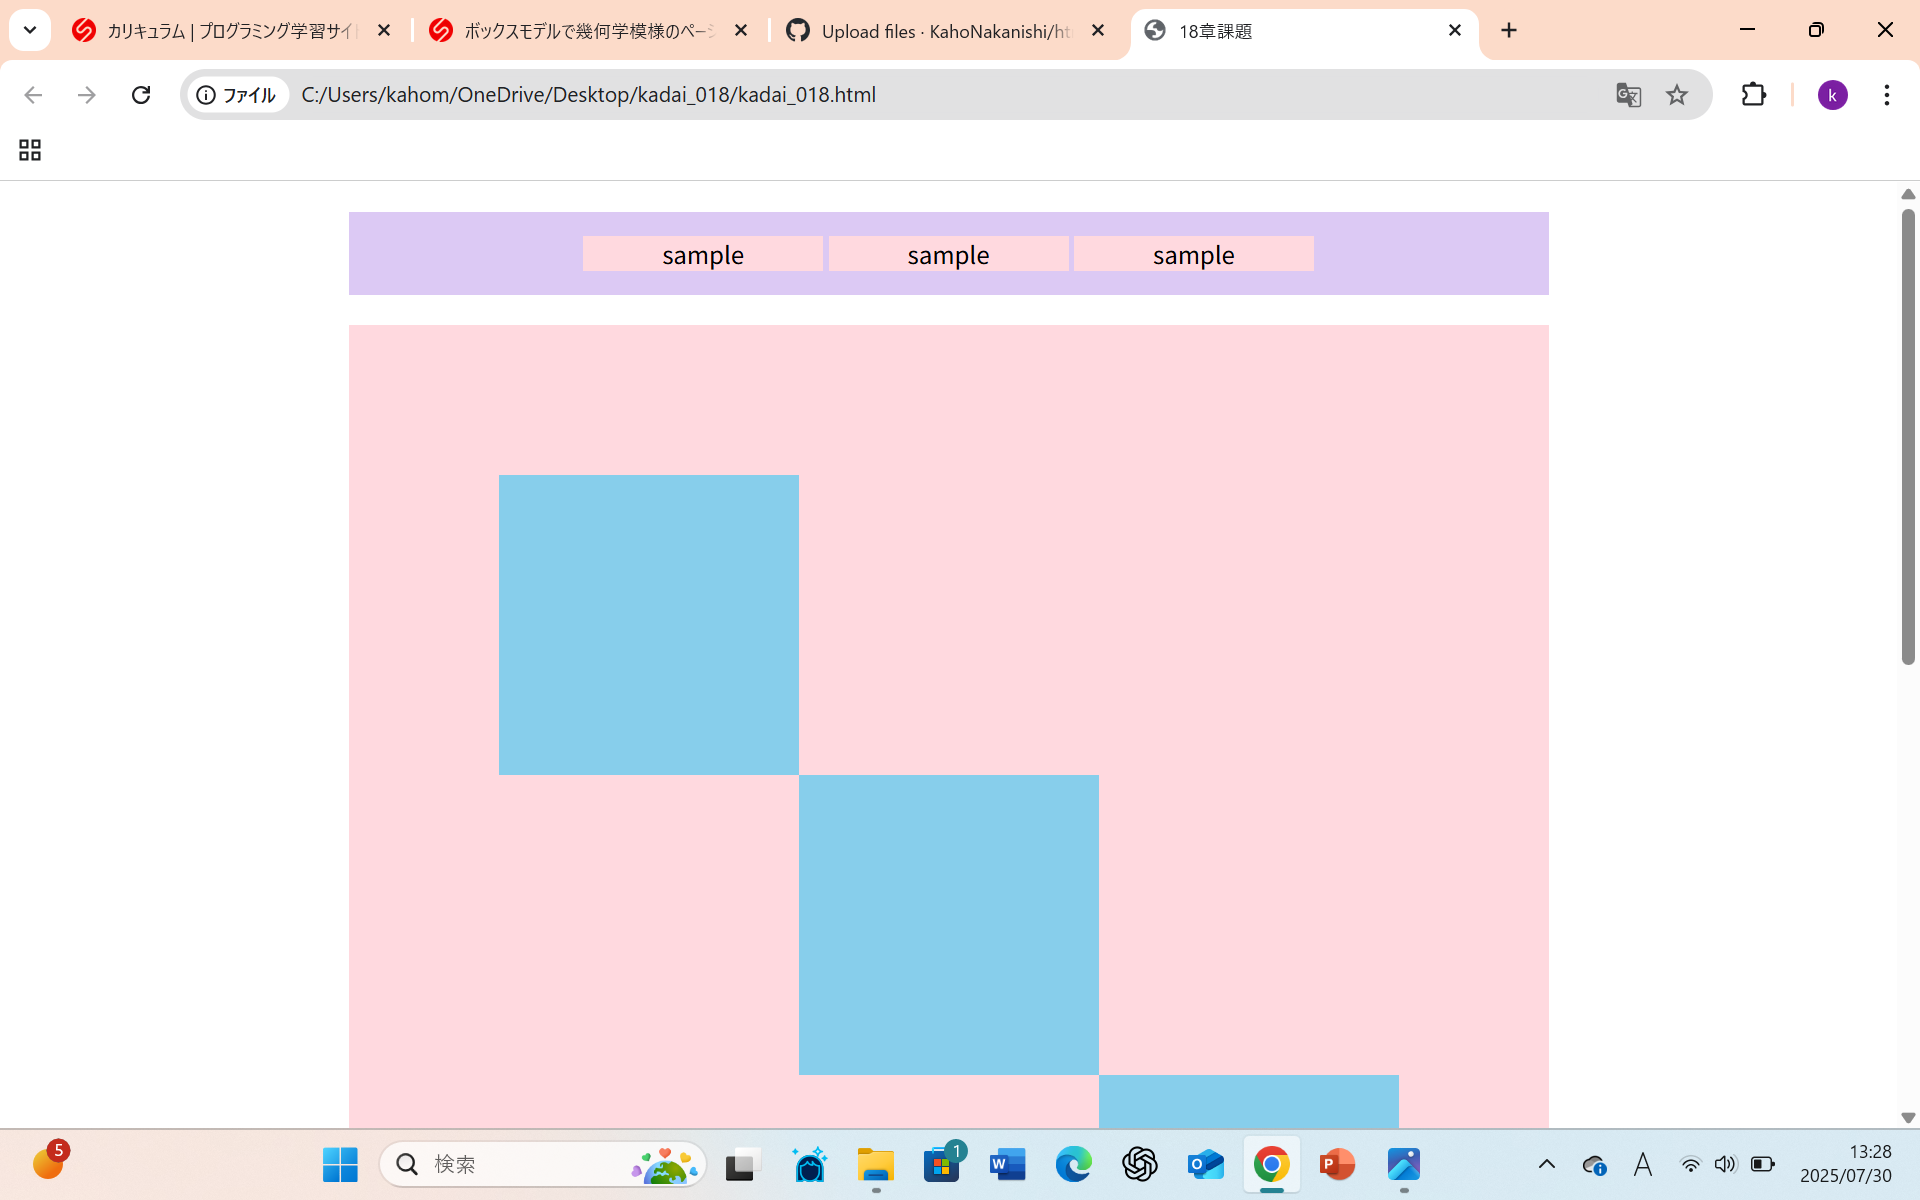 カリキュラム | プログラミング学習サイト
ボックスモデルで幾何学模様のページ
Upload files · KahoNakanishi/ht
18章課題
ファイル
C:/Users/kahom/OneDrive/Desktop/kadai_018/kadai_018.html
k
sample sample sample
5
検索
1
13:28
2025/07/30